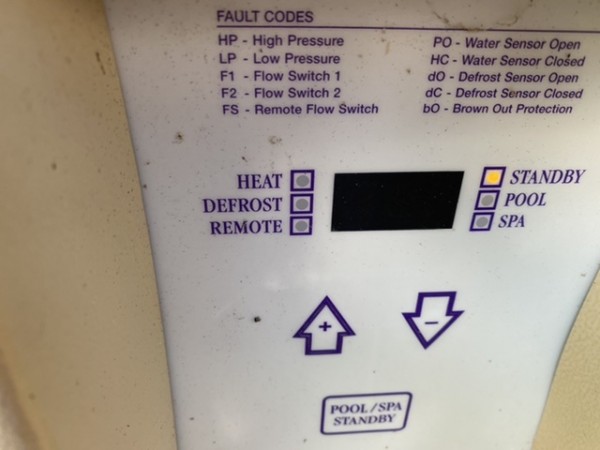 FAULT CODES
HP - High Pressure
LP - Low Pressure
F1 - Flow Switch 1
F2 - Flow Switch 2
FS - Remote Flow Switch
PO - Water Sensor Open
HC - Water Sensor Closed
dO - Defrost Sensor Open
dC - Defrost Sensor Closed
bO - Brown Out Protection
HEAT
DEFROST
REMOTE
STANDBY
POOL
SPA
+
-
POOL/SPA
STANDBY